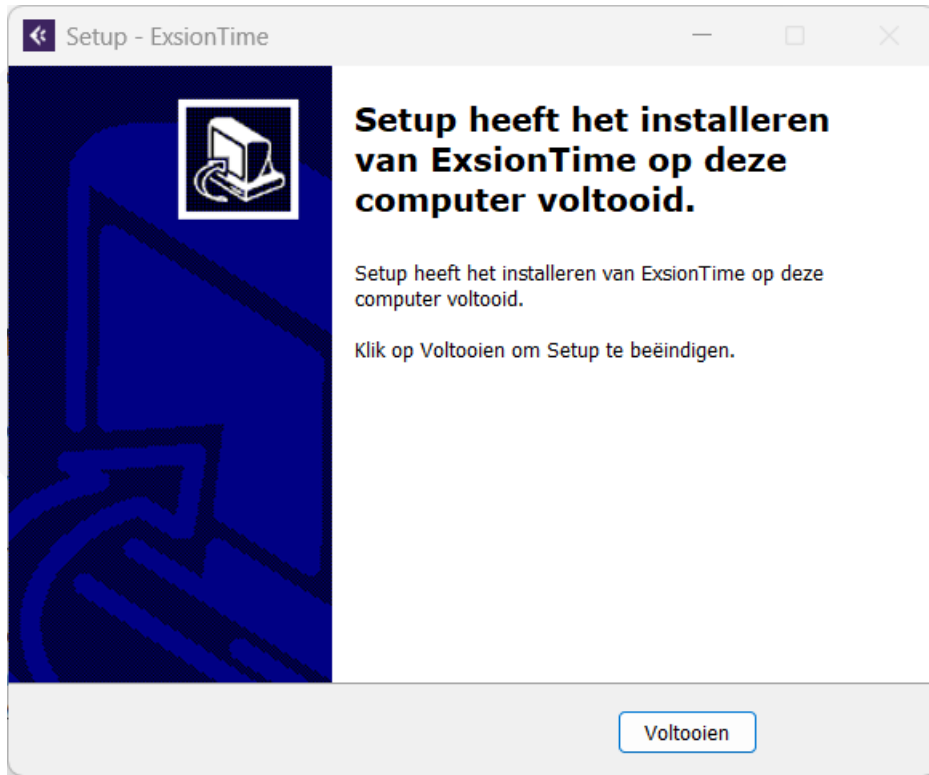 Setup - ExsionTime
Setup heeft het installeren
van ExsionTime op deze
computer voltooid.
Setup heeft het installeren van ExsionTime op deze
computer voltooid.
Klik op Voltooien om Setup te beëindigen.
Voltooien